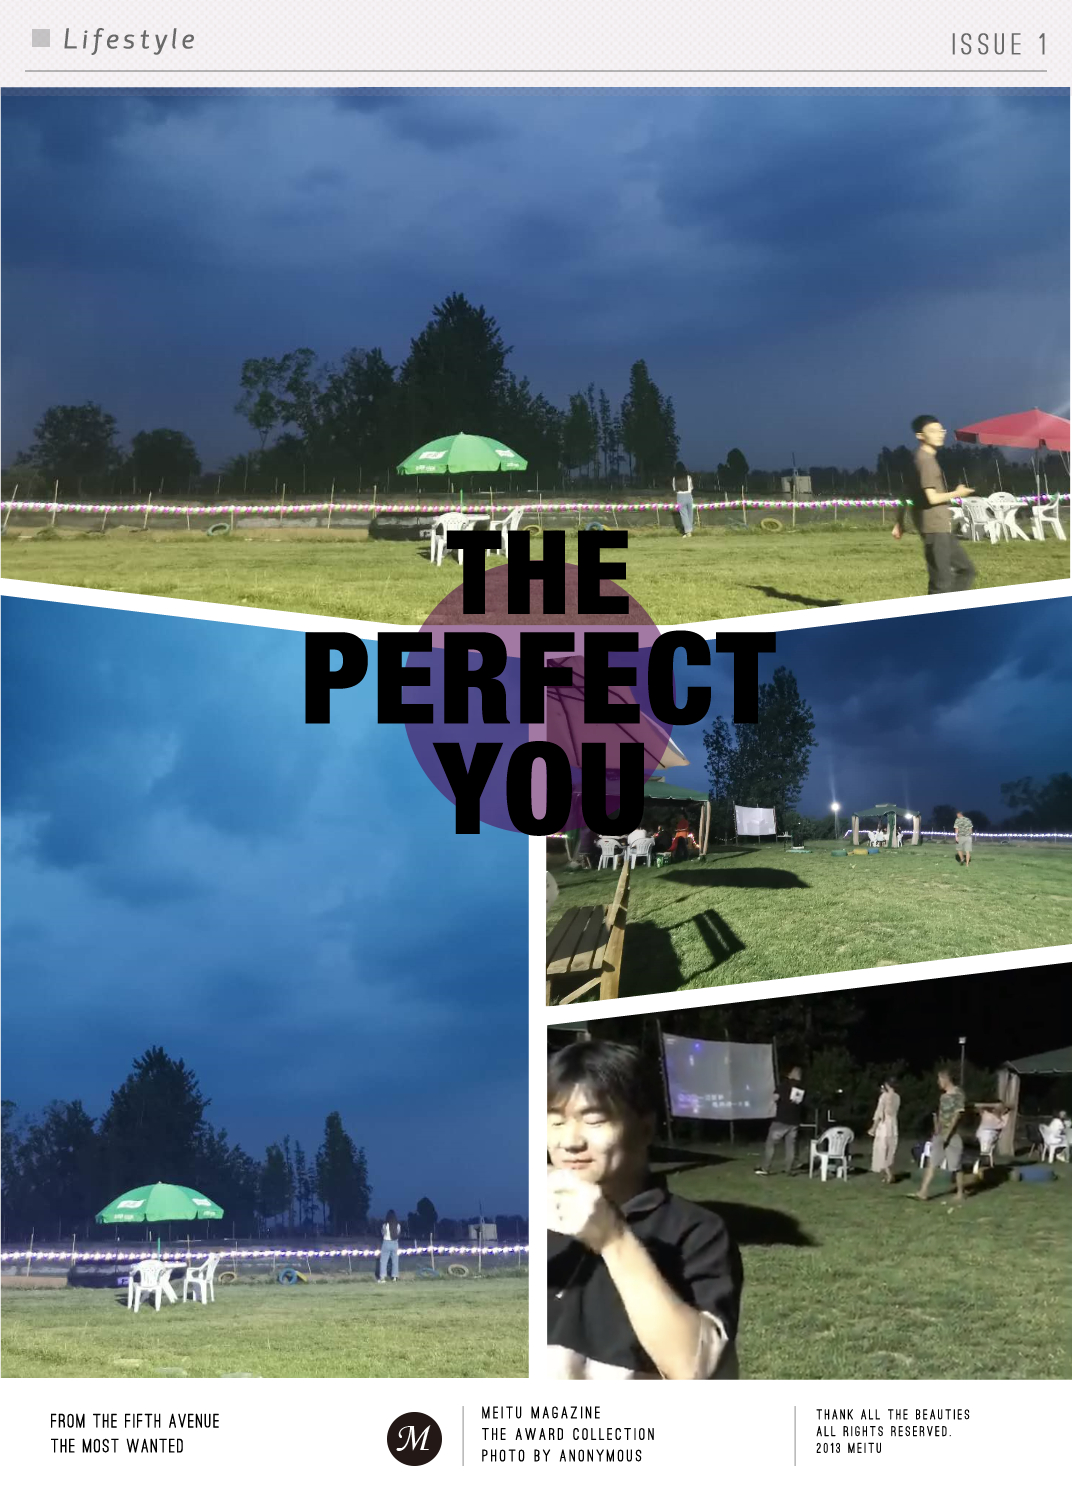 Lifestyle
ISSUE 1
THE
PERFECT
YOU
FROM THE FIFTH AVENUE
THE MOST WANTED
M
MEITU MAGAZINE
THE AWARD COLLECTION
PHOTO BY ANONYMOUS
THANK ALL THE BEAUTIES
ALL RIGHTS RESERVED.
2013 MEITU